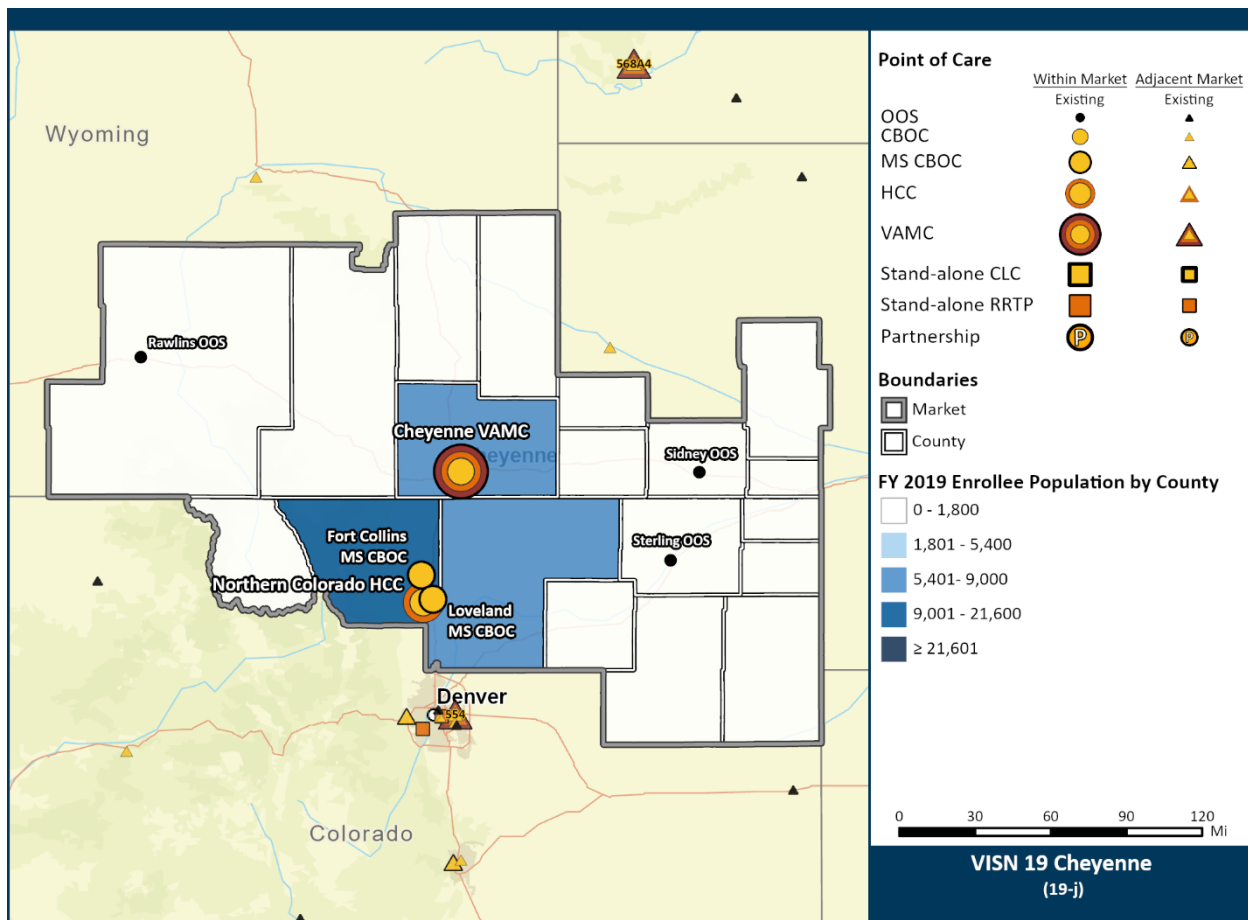 568A4
Wyoming
Rawlins OOS
Cheyenne VAMC
Cheyenne
Sidney OOS
Fort Collins
MS CBOC
Sterling OOS
Northern Colorado HCC
Loveland
MS CBOC
Denver
554
Colorado
Point of Care
Within Market Adjacent Market
Existing Existing
OOS
CBOC
MS CBOC
HCC
VAMC
Stand-alone CLC
Stand-alone RRTP
Partnership P P
Boundaries
Market
County
FY 2019 Enrollee Population by County
0 - 1,800
1,801 - 5,400
5,401- 9,000
9,001 - 21,600
≥ 21,601
0 30 60 90 120
Mi
VISN 19 Cheyenne
(19-j)